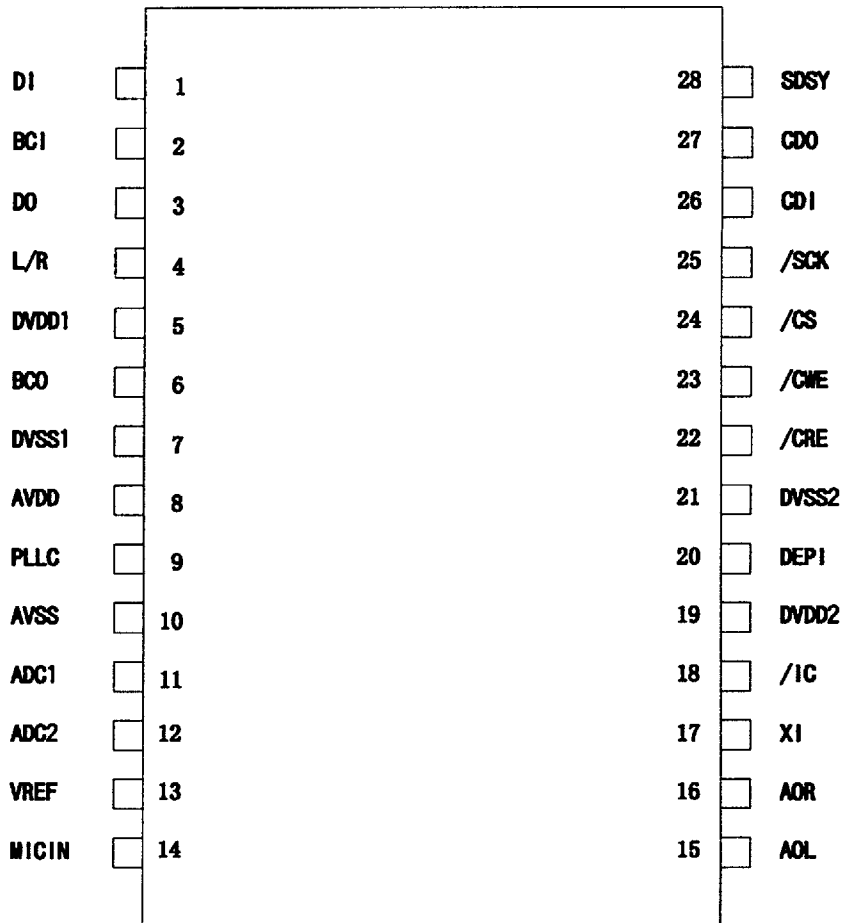 DI 1 28 SDSY
BCI 2 27 CDO
DO 3 26 CDI
L/R 4 25 /SCK
DVDD1 5 24 /CS
BCO 6 23 /CWE
DVSS1 7 22 /CRE
AVDD 8 21 DVSS2
PLLC 9 20 DEPI
AVSS 10 19 DVDD2
ADC1 11 18 /IC
ADC2 12 17 XI
VREF 13 16 AOR
MICIN 14 15 AOL